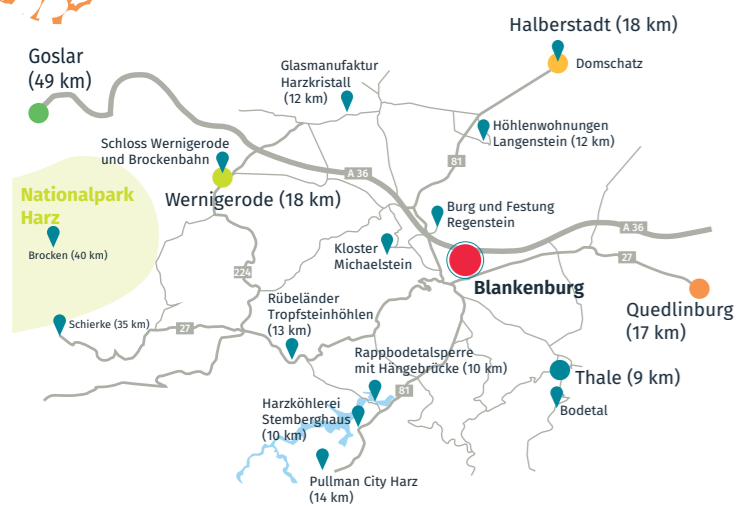 Halberstadt (18 km)
Domschatz
Goslar
(49 km)
Glasmanufaktur
Harzkristall
(12 km)
Höhlenwohnungen
Langenstein (12 km)
Schloss Wernigerode
und Brockenbahn
81
A 36
Nationalpark
Harz
Wernigerode (18 km)
Burg und Festung
Regenstein
A 36
Brocken (40 km)
Kloster
Michaelstein
27
224
Blankenburg
Rübeländer
Tropfsteinhöhlen
(13 km)
Quedlinburg
(17 km)
Schierke (35 km)
27
Rappbodetalsperre
mit Hängebrücke (10 km)
Thale (9 km)
81
Harzköhlerei
Stemberghaus
(10 km)
Bodetal
Pullman City Harz
(14 km)